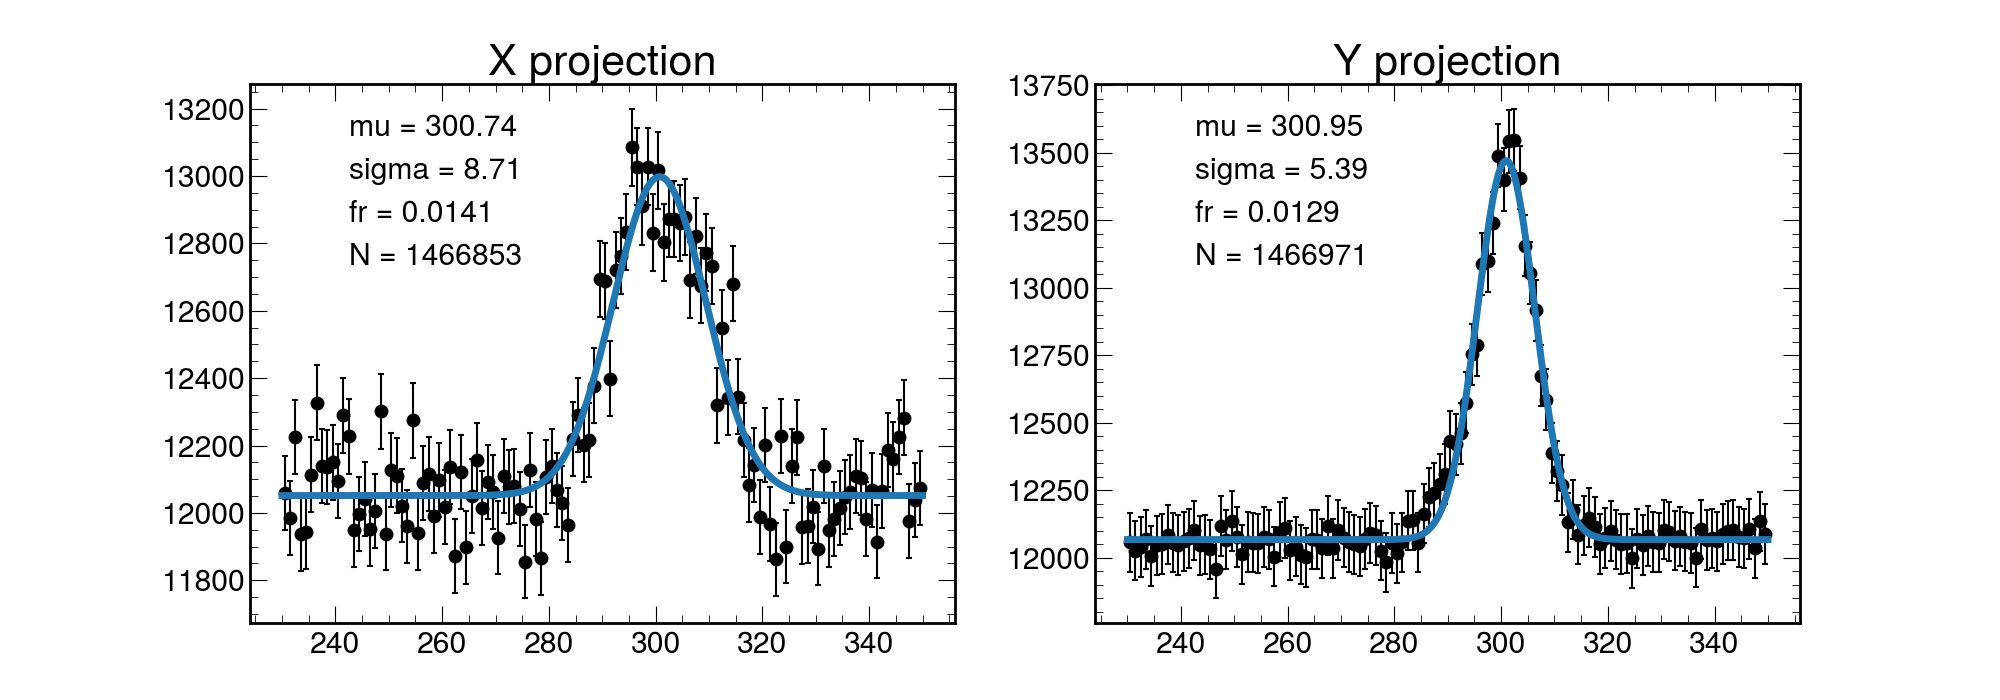 X projection
13200
13000
12800
12600
12400
12200
12000
11800
mu = 300.74
sigma = 8.71
fr = 0.0141
N = 1466853
240 260 280 300 320 340
Y projection
13750
13500
13250
13000
12750
12500
12250
12000
mu = 300.95
sigma = 5.39
fr = 0.0129
N = 1466971
240 260 280 300 320 340